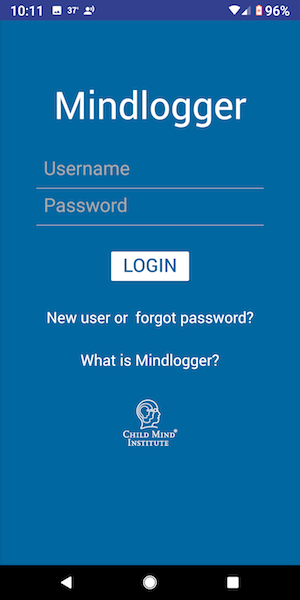 10:11 37° 96%
Mindlogger
Username
Password
LOGIN
New user or forgot password?
What is Mindlogger?
CHILD MIND®
INSTITUTE